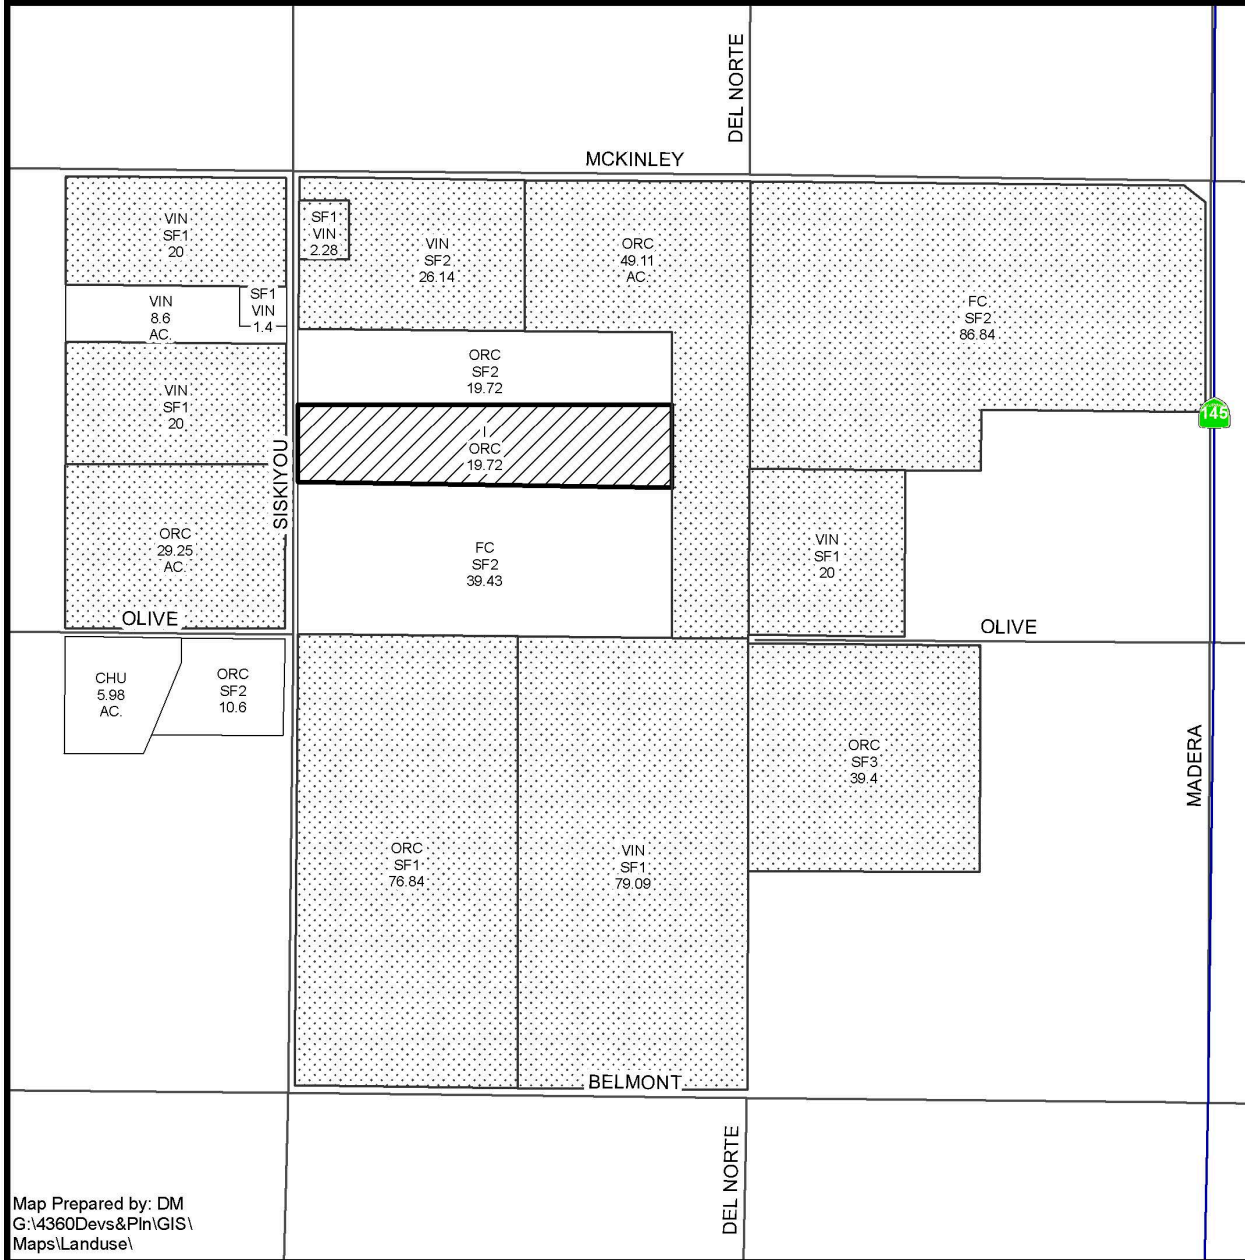 DEL NORTE
MCKINLEY
VIN
SF1
20
SF1
VIN
2.28
VIN
SF2
26.14
ORC
49.11
AC.
FC
SF2
86.84
VIN
8.6
AC.
SF1
VIN
1.4
ORC
SF2
19.72
VIN
SF1
20
I
ORC
19.72
145
SISKIYOU
ORC
29.25
AC.
FC
SF2
39.43
VIN
SF1
20
OLIVE
OLIVE
CHU
5.98
AC.
ORC
SF2
10.6
ORC
SF3
39.4
MADERA
ORC
SF1
76.84
VIN
SF1
79.09
BELMONT
DEL NORTE
Map Prepared by: DM
G:\4360Devs&Pln\GIS\
Maps\Landuse\